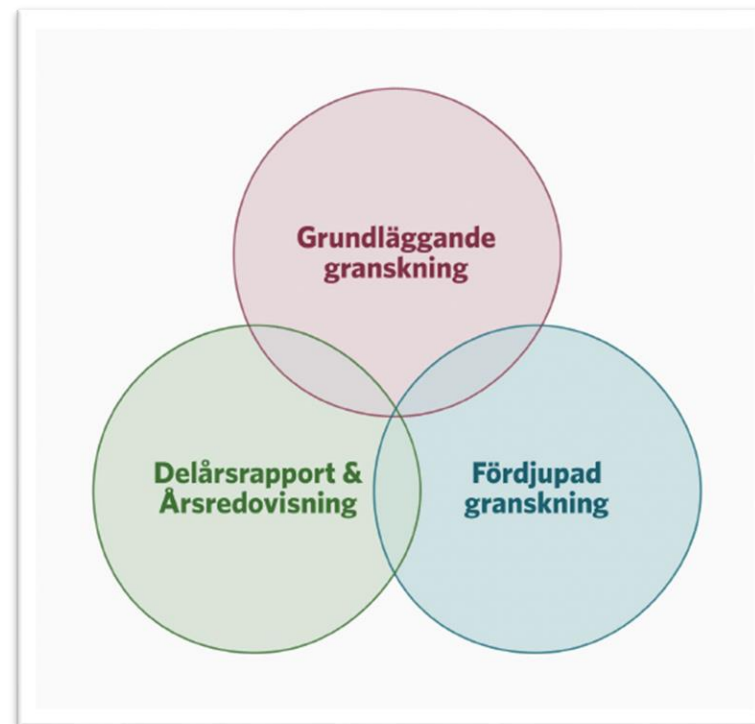 Grundläggande
granskning
Delårsrapport &
Årsredovisning
Fördjupad
granskning